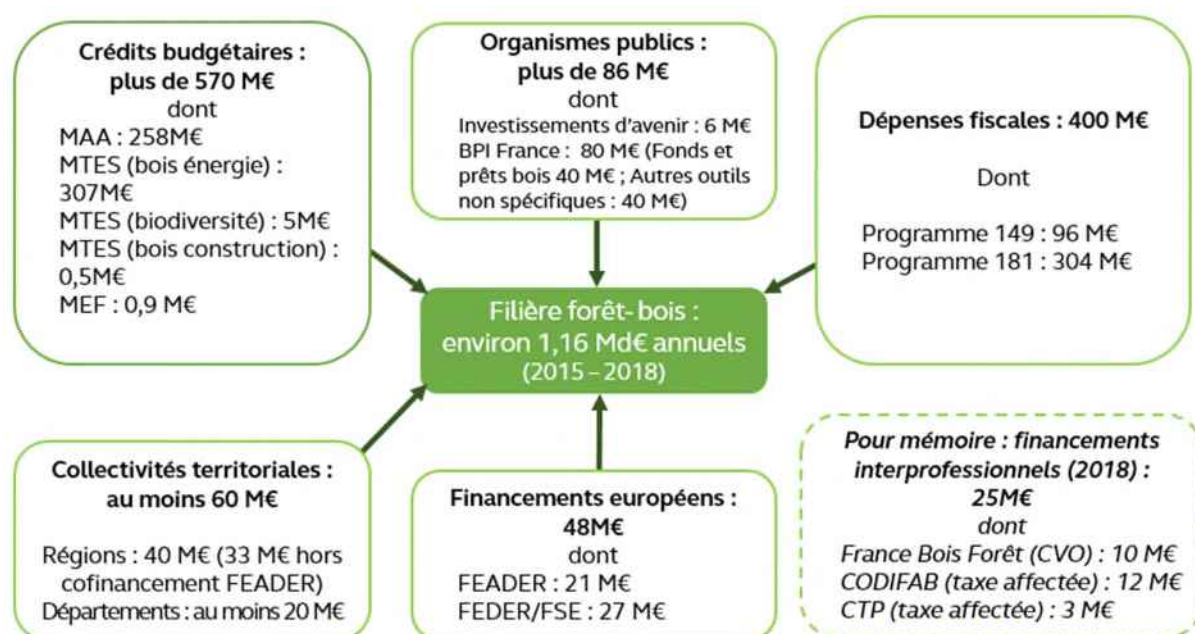 Crédits budgétaires :
plus de 570 M€
dont
MAA : 258M€
MTES (bois énergie) :
307M€
MTES (biodiversité) : 5M€
MTES (bois construction) :
0,5M€
MEF : 0,9 M€
Organismes publics :
plus de 86 M€
dont
Investissements d'avenir : 6 M€
BPI France : 80 M€ (Fonds et
prêts bois 40 M€ ; Autres outils
non spécifiques : 40 M€)
Dépenses fiscales : 400 M€
Dont
Programme 149 : 96 M€
Programme 181 : 304 M€
Filière forêt- bois :
environ 1,16 Md€ annuels
(2015 – 2018)
Collectivités territoriales :
au moins 60 M€
Régions : 40 M€ (33 M€ hors
cofinancement FEADER)
Départements : au moins 20 M€
Financements européens :
48M€
dont
FEADER : 21 M€
FEDER/FSE : 27 M€
Pour mémoire : financements
interprofessionnels (2018) :
25M€
dont
France Bois Forêt (CVO) : 10 M€
CODIFAB (taxe affectée) : 12 M€
CTP (taxe affectée) : 3 M€